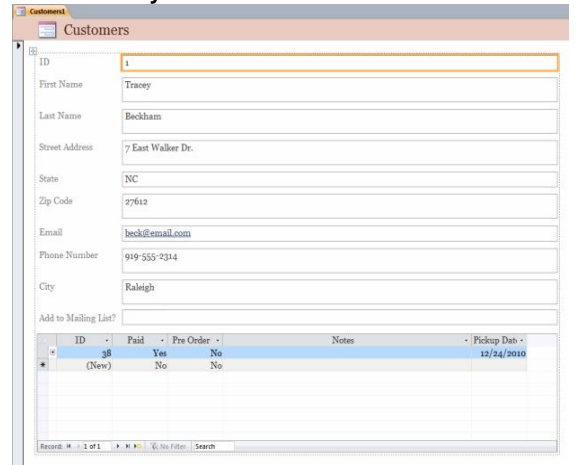 Customers1
Customers
ID 1
First Name Tracey
Last Name Beckham
Street Address 7 East Walker Dr.
State NC
Zip Code 27612
Email beck@email.com
Phone Number 919-555-2314
City Raleigh
Add to Mailing List?
ID Paid Pre Order Notes Pickup Date
38 Yes No 12/24/2010
(New) No No
Record: 1 of 1 No Filter Search